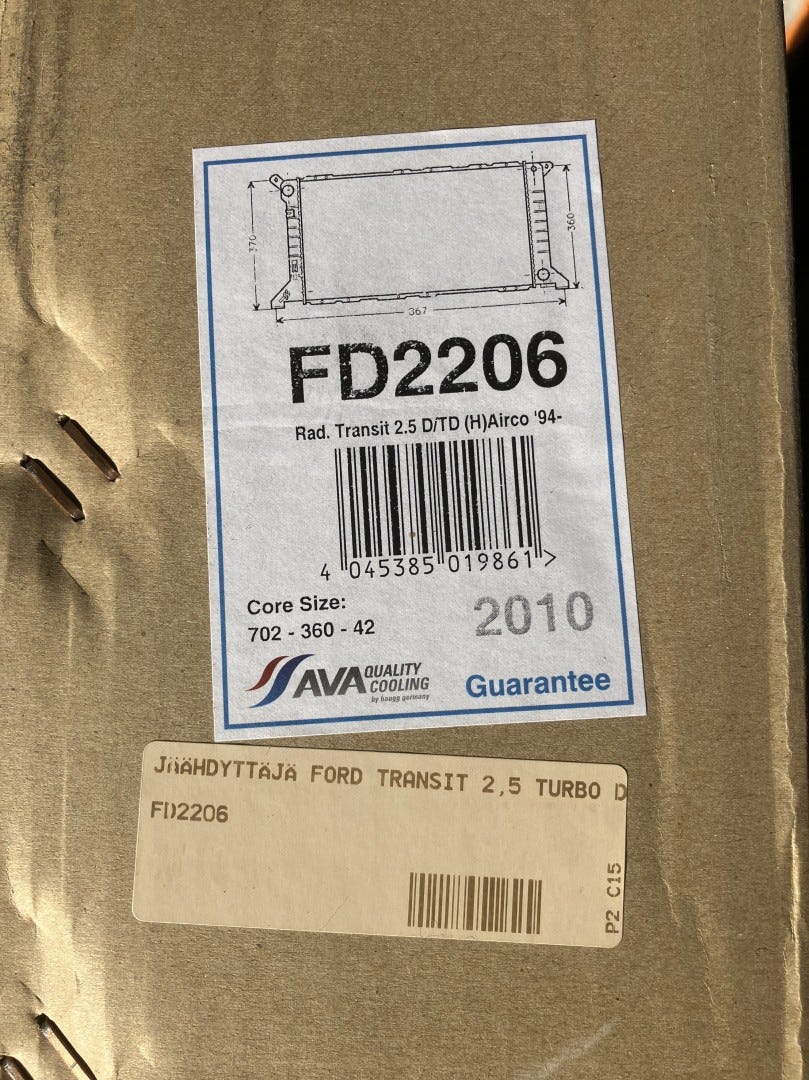 370
360
367
FD2206
Rad. Transit 2.5 D/TD (H)Airco '94-
4 045385 019861 >
Core Size:
702 - 360 - 42
2010
AVA QUALITY
COOLING
by haugg germany
Guarantee
JÄÄHDYTTÄJÄ FORD TRANSIT 2,5 TURBO D
FD2206
P2 C15